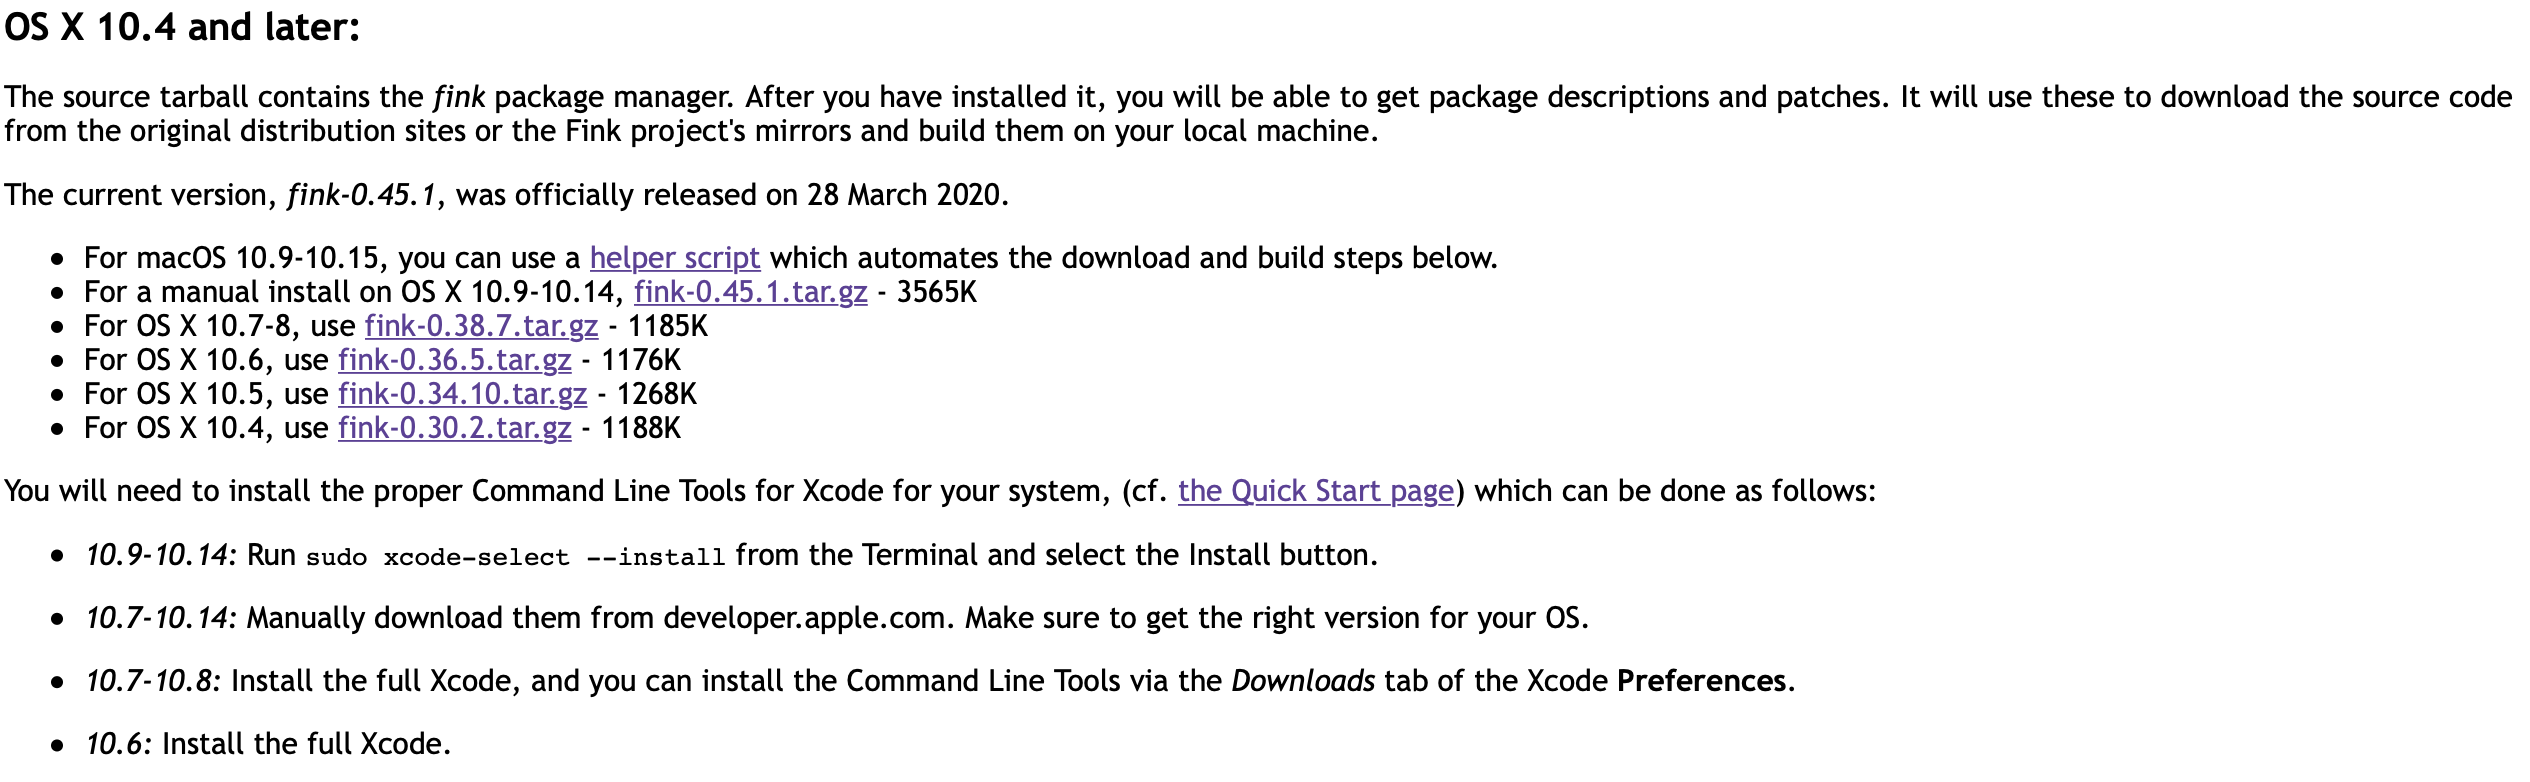 OS X 10.4 and later:
The source tarball contains the fink package manager. After you have installed it, you will be able to get package descriptions and patches. It will use these to download the source code
from the original distribution sites or the Fink project's mirrors and build them on your local machine.
The current version, fink-0.45.1, was officially released on 28 March 2020.
• For macOS 10.9-10.15, you can use a helper script which automates the download and build steps below.
• For a manual install on OS X 10.9-10.14, fink-0.45.1.tar.gz - 3565K
• For OS X 10.7-8, use fink-0.38.7.tar.gz - 1185K
• For OS X 10.6, use fink-0.36.5.tar.gz - 1176K
• For OS X 10.5, use fink-0.34.10.tar.gz - 1268K
• For OS X 10.4, use fink-0.30.2.tar.gz - 1188K
You will need to install the proper Command Line Tools for Xcode for your system, (cf. the Quick Start page) which can be done as follows:
• 10.9-10.14: Run sudo xcode-select --install from the Terminal and select the Install button.
• 10.7-10.14: Manually download them from developer.apple.com. Make sure to get the right version for your OS.
• 10.7-10.8: Install the full Xcode, and you can install the Command Line Tools via the Downloads tab of the Xcode Preferences.
• 10.6: Install the full Xcode.